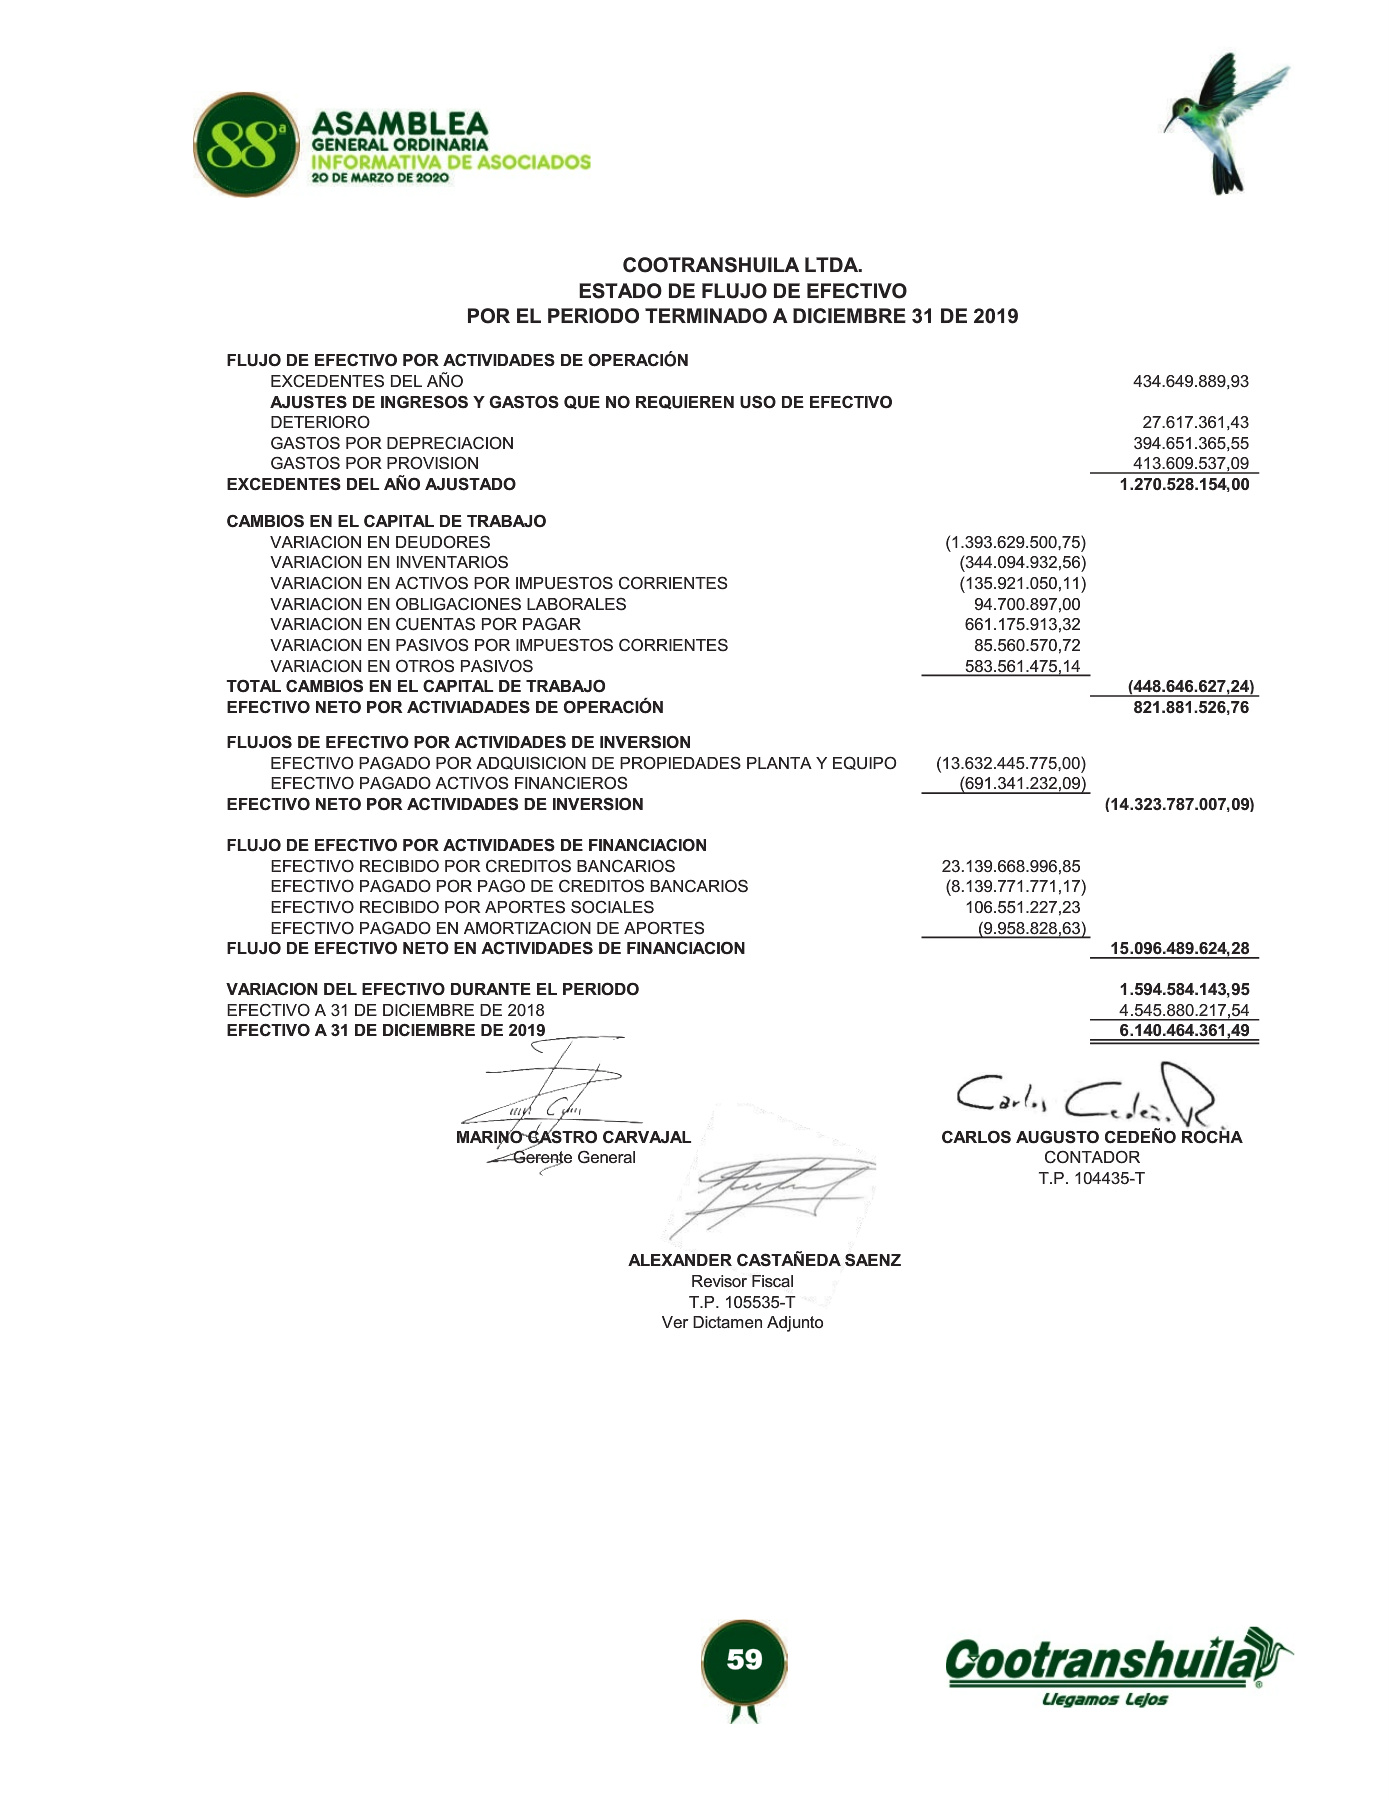 88ª
ASAMBLEA
GENERAL ORDINARIA
INFORMATIVA DE ASOCIADOS
20 DE MARZO DE 2020
COOTRANSHUILA LTDA.
ESTADO DE FLUJO DE EFECTIVO
POR EL PERIODO TERMINADO A DICIEMBRE 31 DE 2019
FLUJO DE EFECTIVO POR ACTIVIDADES DE OPERACIÓN
EXCEDENTES DEL AÑO 434.649.889,93
AJUSTES DE INGRESOS Y GASTOS QUE NO REQUIEREN USO DE EFECTIVO
DETERIORO 27.617.361,43
GASTOS POR DEPRECIACION 394.651.365,55
GASTOS POR PROVISION 413.609.537,09
EXCEDENTES DEL AÑO AJUSTADO 1.270.528.154,00
CAMBIOS EN EL CAPITAL DE TRABAJO
VARIACION EN DEUDORES (1.393.629.500,75)
VARIACION EN INVENTARIOS (344.094.932,56)
VARIACION EN ACTIVOS POR IMPUESTOS CORRIENTES (135.921.050,11)
VARIACION EN OBLIGACIONES LABORALES 94.700.897,00
VARIACION EN CUENTAS POR PAGAR 661.175.913,32
VARIACION EN PASIVOS POR IMPUESTOS CORRIENTES 85.560.570,72
VARIACION EN OTROS PASIVOS 583.561.475,14
TOTAL CAMBIOS EN EL CAPITAL DE TRABAJO (448.646.627,24)
EFECTIVO NETO POR ACTIVIADADES DE OPERACIÓN 821.881.526,76
FLUJOS DE EFECTIVO POR ACTIVIDADES DE INVERSION
EFECTIVO PAGADO POR ADQUISICION DE PROPIEDADES PLANTA Y EQUIPO (13.632.445.775,00)
EFECTIVO PAGADO ACTIVOS FINANCIEROS (691.341.232,09)
EFECTIVO NETO POR ACTIVIDADES DE INVERSION (14.323.787.007,09)
FLUJO DE EFECTIVO POR ACTIVIDADES DE FINANCIACION
EFECTIVO RECIBIDO POR CREDITOS BANCARIOS 23.139.668.996,85
EFECTIVO PAGADO POR PAGO DE CREDITOS BANCARIOS (8.139.771.771,17)
EFECTIVO RECIBIDO POR APORTES SOCIALES 106.551.227,23
EFECTIVO PAGADO EN AMORTIZACION DE APORTES (9.958.828,63)
FLUJO DE EFECTIVO NETO EN ACTIVIDADES DE FINANCIACION 15.096.489.624,28
VARIACION DEL EFECTIVO DURANTE EL PERIODO 1.594.584.143,95
EFECTIVO A 31 DE DICIEMBRE DE 2018 4.545.880.217,54
EFECTIVO A 31 DE DICIEMBRE DE 2019 6.140.464.361,49
Carlos Cedeño R.
MARINO CASTRO CARVAJAL
Gerente General
CARLOS AUGUSTO CEDEÑO ROCHA
CONTADOR
T.P. 104435-T
ALEXANDER CASTAÑEDA SAENZ
Revisor Fiscal
T.P. 105535-T
Ver Dictamen Adjunto
59
Cootranshuila
Llegamos Lejos